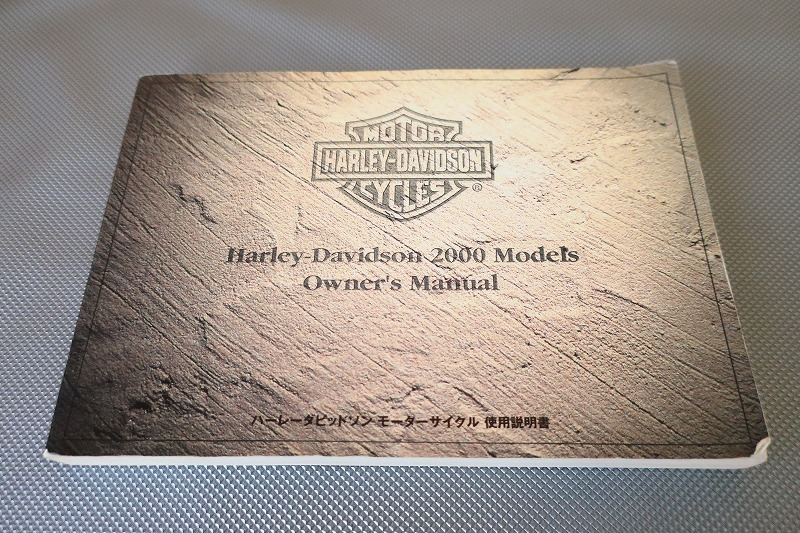 MOTOR
HARLEY-DAVIDSON
CYCLES®
Harley-Davidson 2000 Models
Owner's Manual
ハーレーダビッドソン モーターサイクル 使用説明書